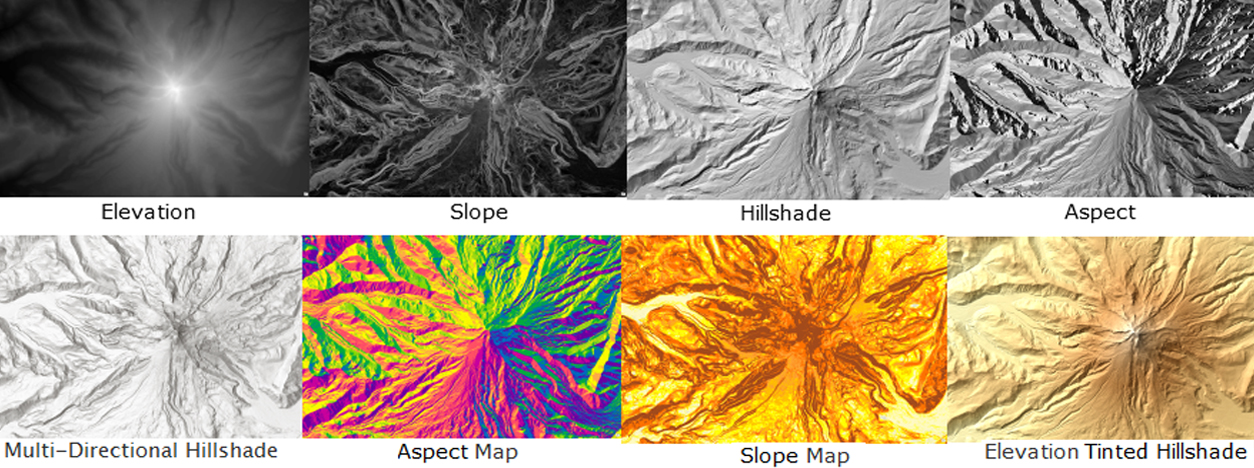 Elevation
Slope
Hillshade
Aspect
Multi-Directional Hillshade
Aspect Map
Slope Map
Elevation Tinted Hillshade